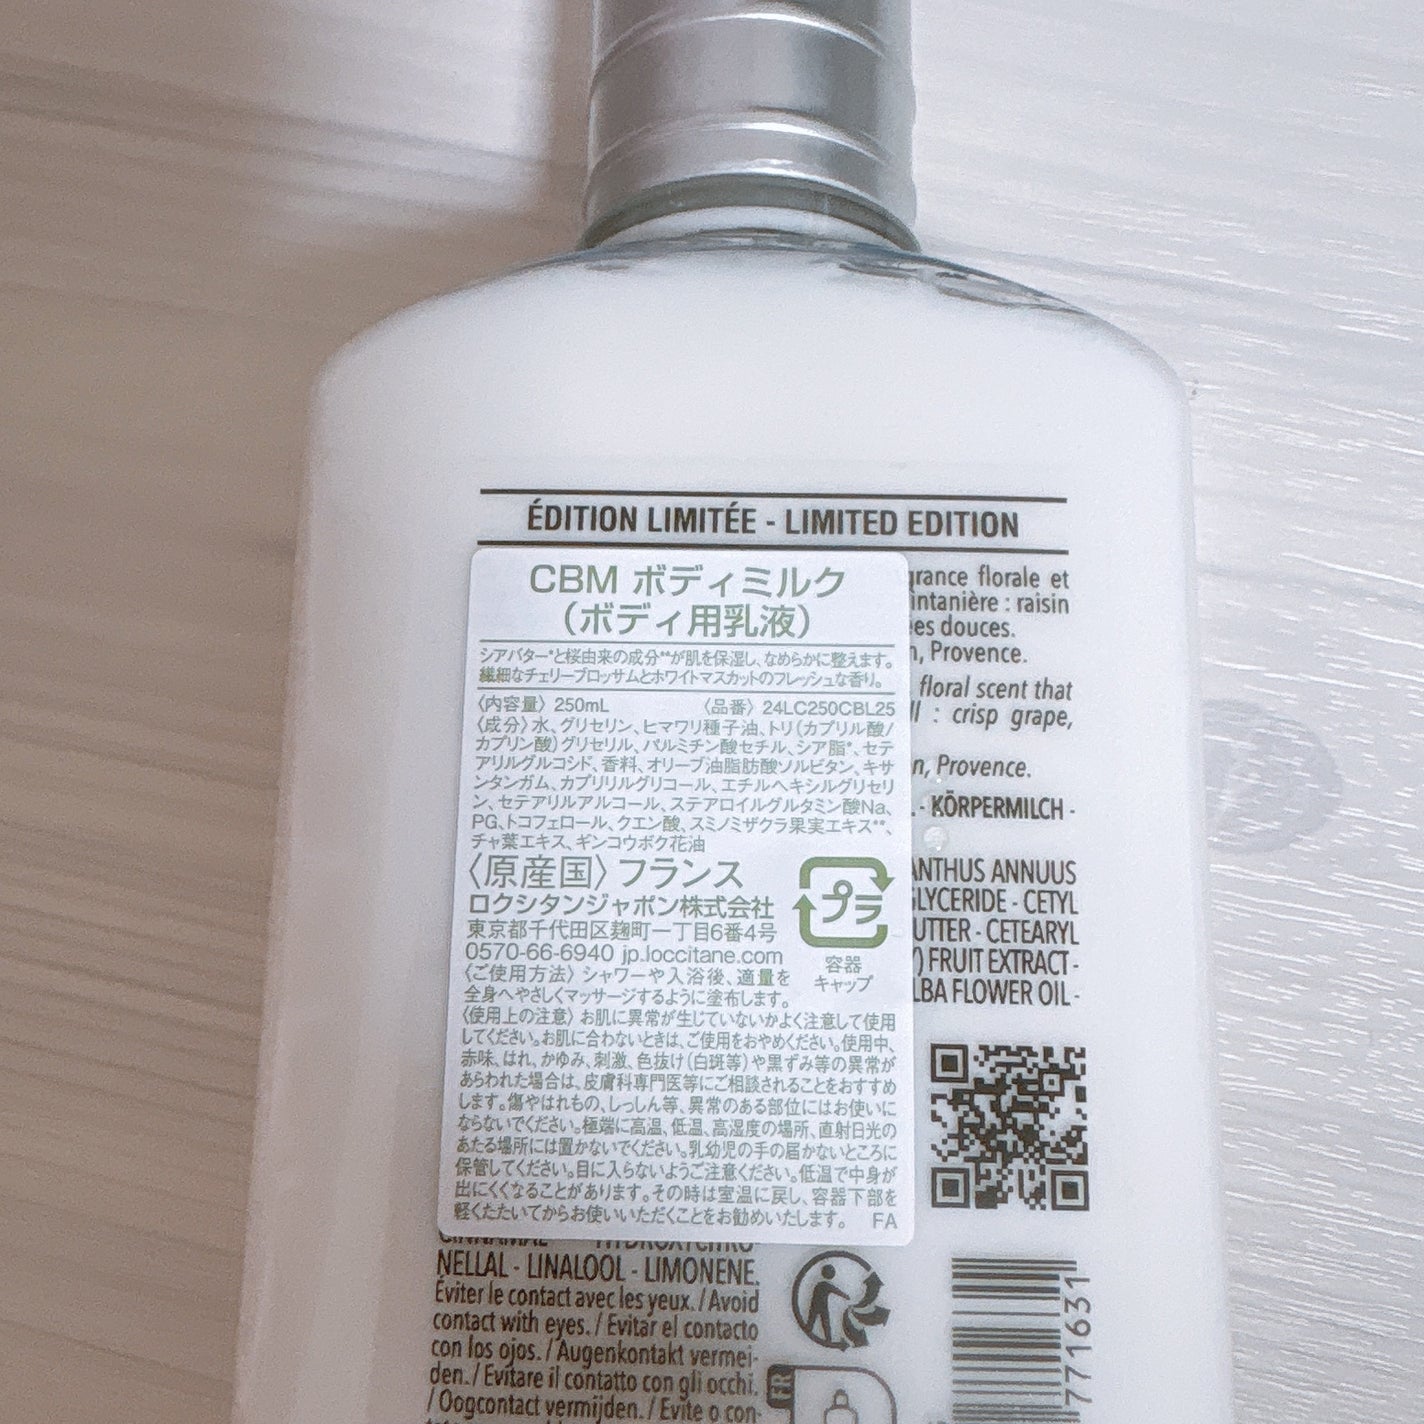 ÉDITION LIMITÉE - LIMITED EDITION
CBM ボディミルク
（ボディ用乳液）
シアバター*と桜由来の成分**が肌を保湿し、なめらかに整えます。
繊細なチェリーブロッサムとホワイトマスカットのフレッシュな香り。
〈内容量〉 250mL 〈品番〉 24LC250CBL25
〈成分〉水、グリセリン、ヒマワリ種子油、トリ（カプリル酸/
カプリン酸）グリセリル、パルミチン酸セチル、シア脂*、セテ
アリルグルコシド、香料、オリーブ油脂肪酸ソルビタン、キサ
ンタンガム、カプリリルグリコール、エチルヘキシルグリセリ
ン、セテアリルアルコール、ステアロイルグルタミン酸Na、
PG、トコフェロール、クエン酸、スミノミザクラ果実エキス**、
チャ葉エキス、ギンコウボク花油
〈原産国〉フランス
ロクシタンジャポン株式会社
東京都千代田区麹町一丁目6番4号
0570-66-6940 jp.loccitane.com
プラ
容器
キャップ
〈ご使用方法〉シャワーや入浴後、適量を
全身へやさしくマッサージするように塗布します。
〈使用上の注意〉お肌に異常が生じていないかよく注意して使用
してください。お肌に合わないときは、ご使用をおやめください。使用中、
赤味、はれ、かゆみ、刺激、色抜け（白斑等）や黒ずみ等の異常が
あらわれた場合は、皮膚科専門医等にご相談されることをおすすめ
します。傷やはれもの、しっしん等、異常のある部位にはお使いに
ならないでください。極端に高温、低温、高湿度の場所、直射日光の
あたる場所には置かないでください。乳幼児の手の届かないところに
保管してください。目に入らないようご注意ください。低温で中身が
出にくくなることがあります。その時は室温に戻し、容器下部を
軽くたたいてからお使いいただくことをお勧めいたします。 FA
florale et
: raisin
douces.
, Provence.
floral scent that
: crisp grape,
, Provence.
- KÖRPERMILCH -
ANNUUS
- CETYL
- CETEARYL
) FRUIT EXTRACT -
FLOWER OIL -
NELLAL - LINALOOL - LIMONENE.
Éviter le contact avec les yeux. / Avoid
contact with eyes. / Evitar el contacto
con los ojos. / Augenkontakt vermei-
den. / Evitare il contatto con gli occhi.
/ Oogcontact vermijden. / Evite o con-
FR
771631